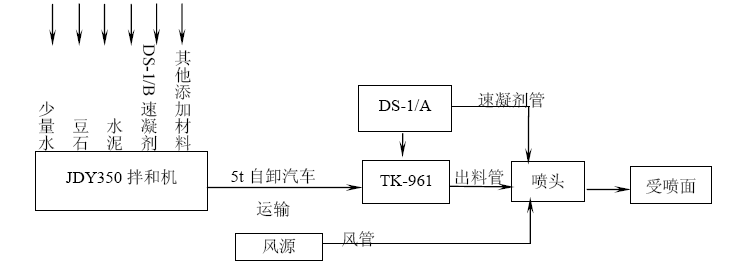 少量水
豆石
水泥
DS-1/B 速凝剂
其他添加材料
JDY350 拌和机
5t 自卸汽车
运输
DS-1/A
速凝剂管
TK-961
出料管
喷头
受喷面
风源
风管